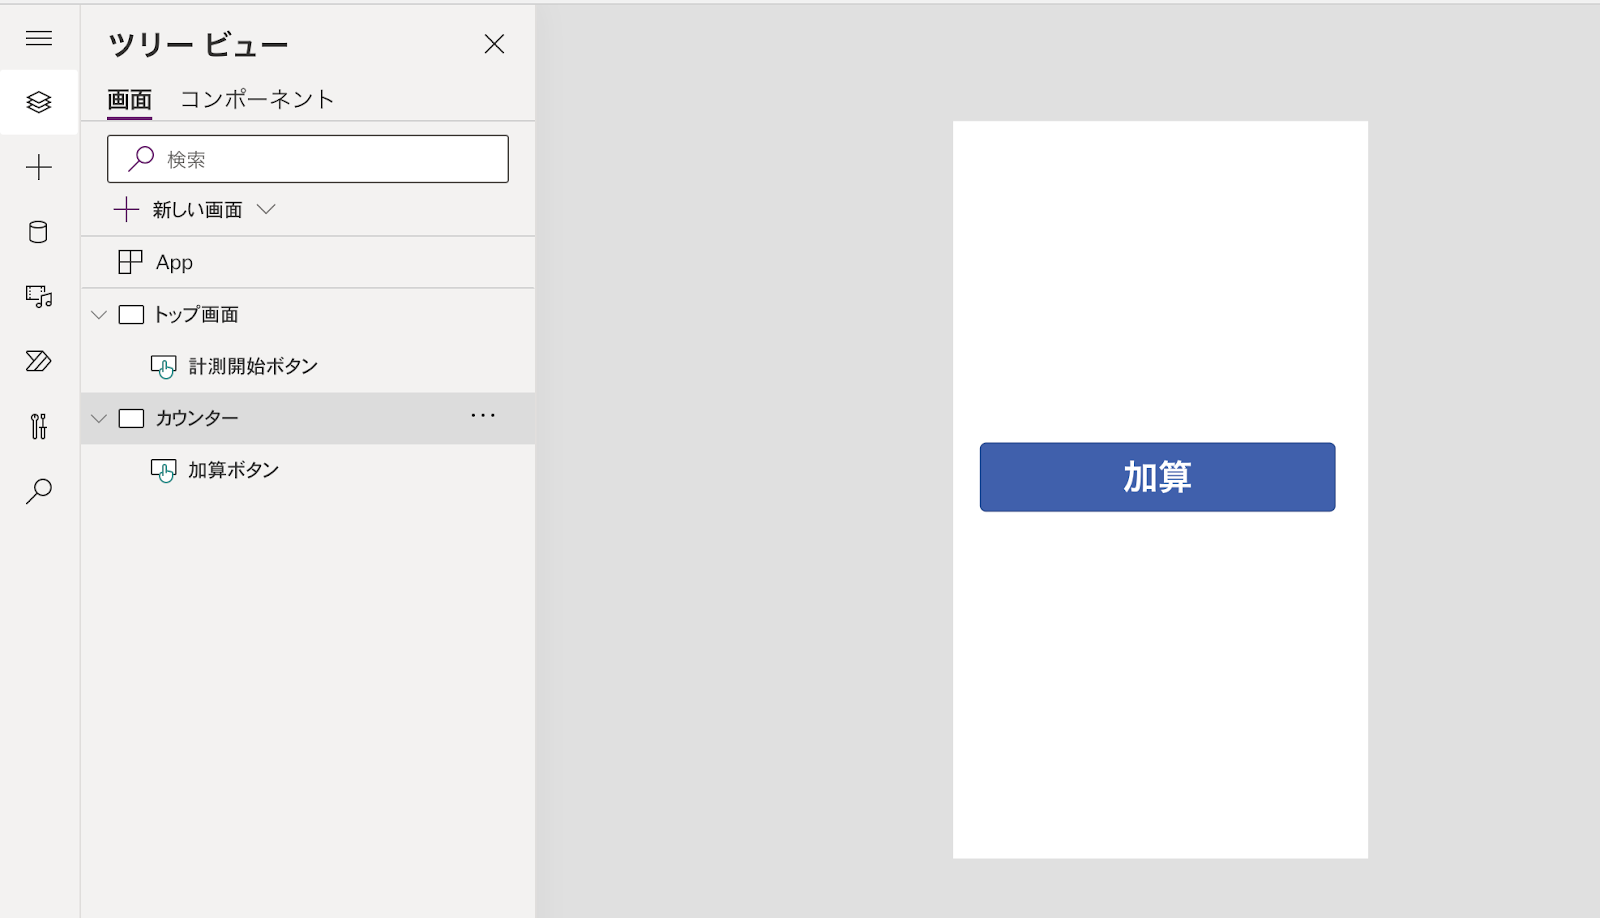 ツリー ビュー
画面 コンポーネント
検索
新しい画面
App
トップ画面
計測開始ボタン
カウンター
加算ボタン
加算